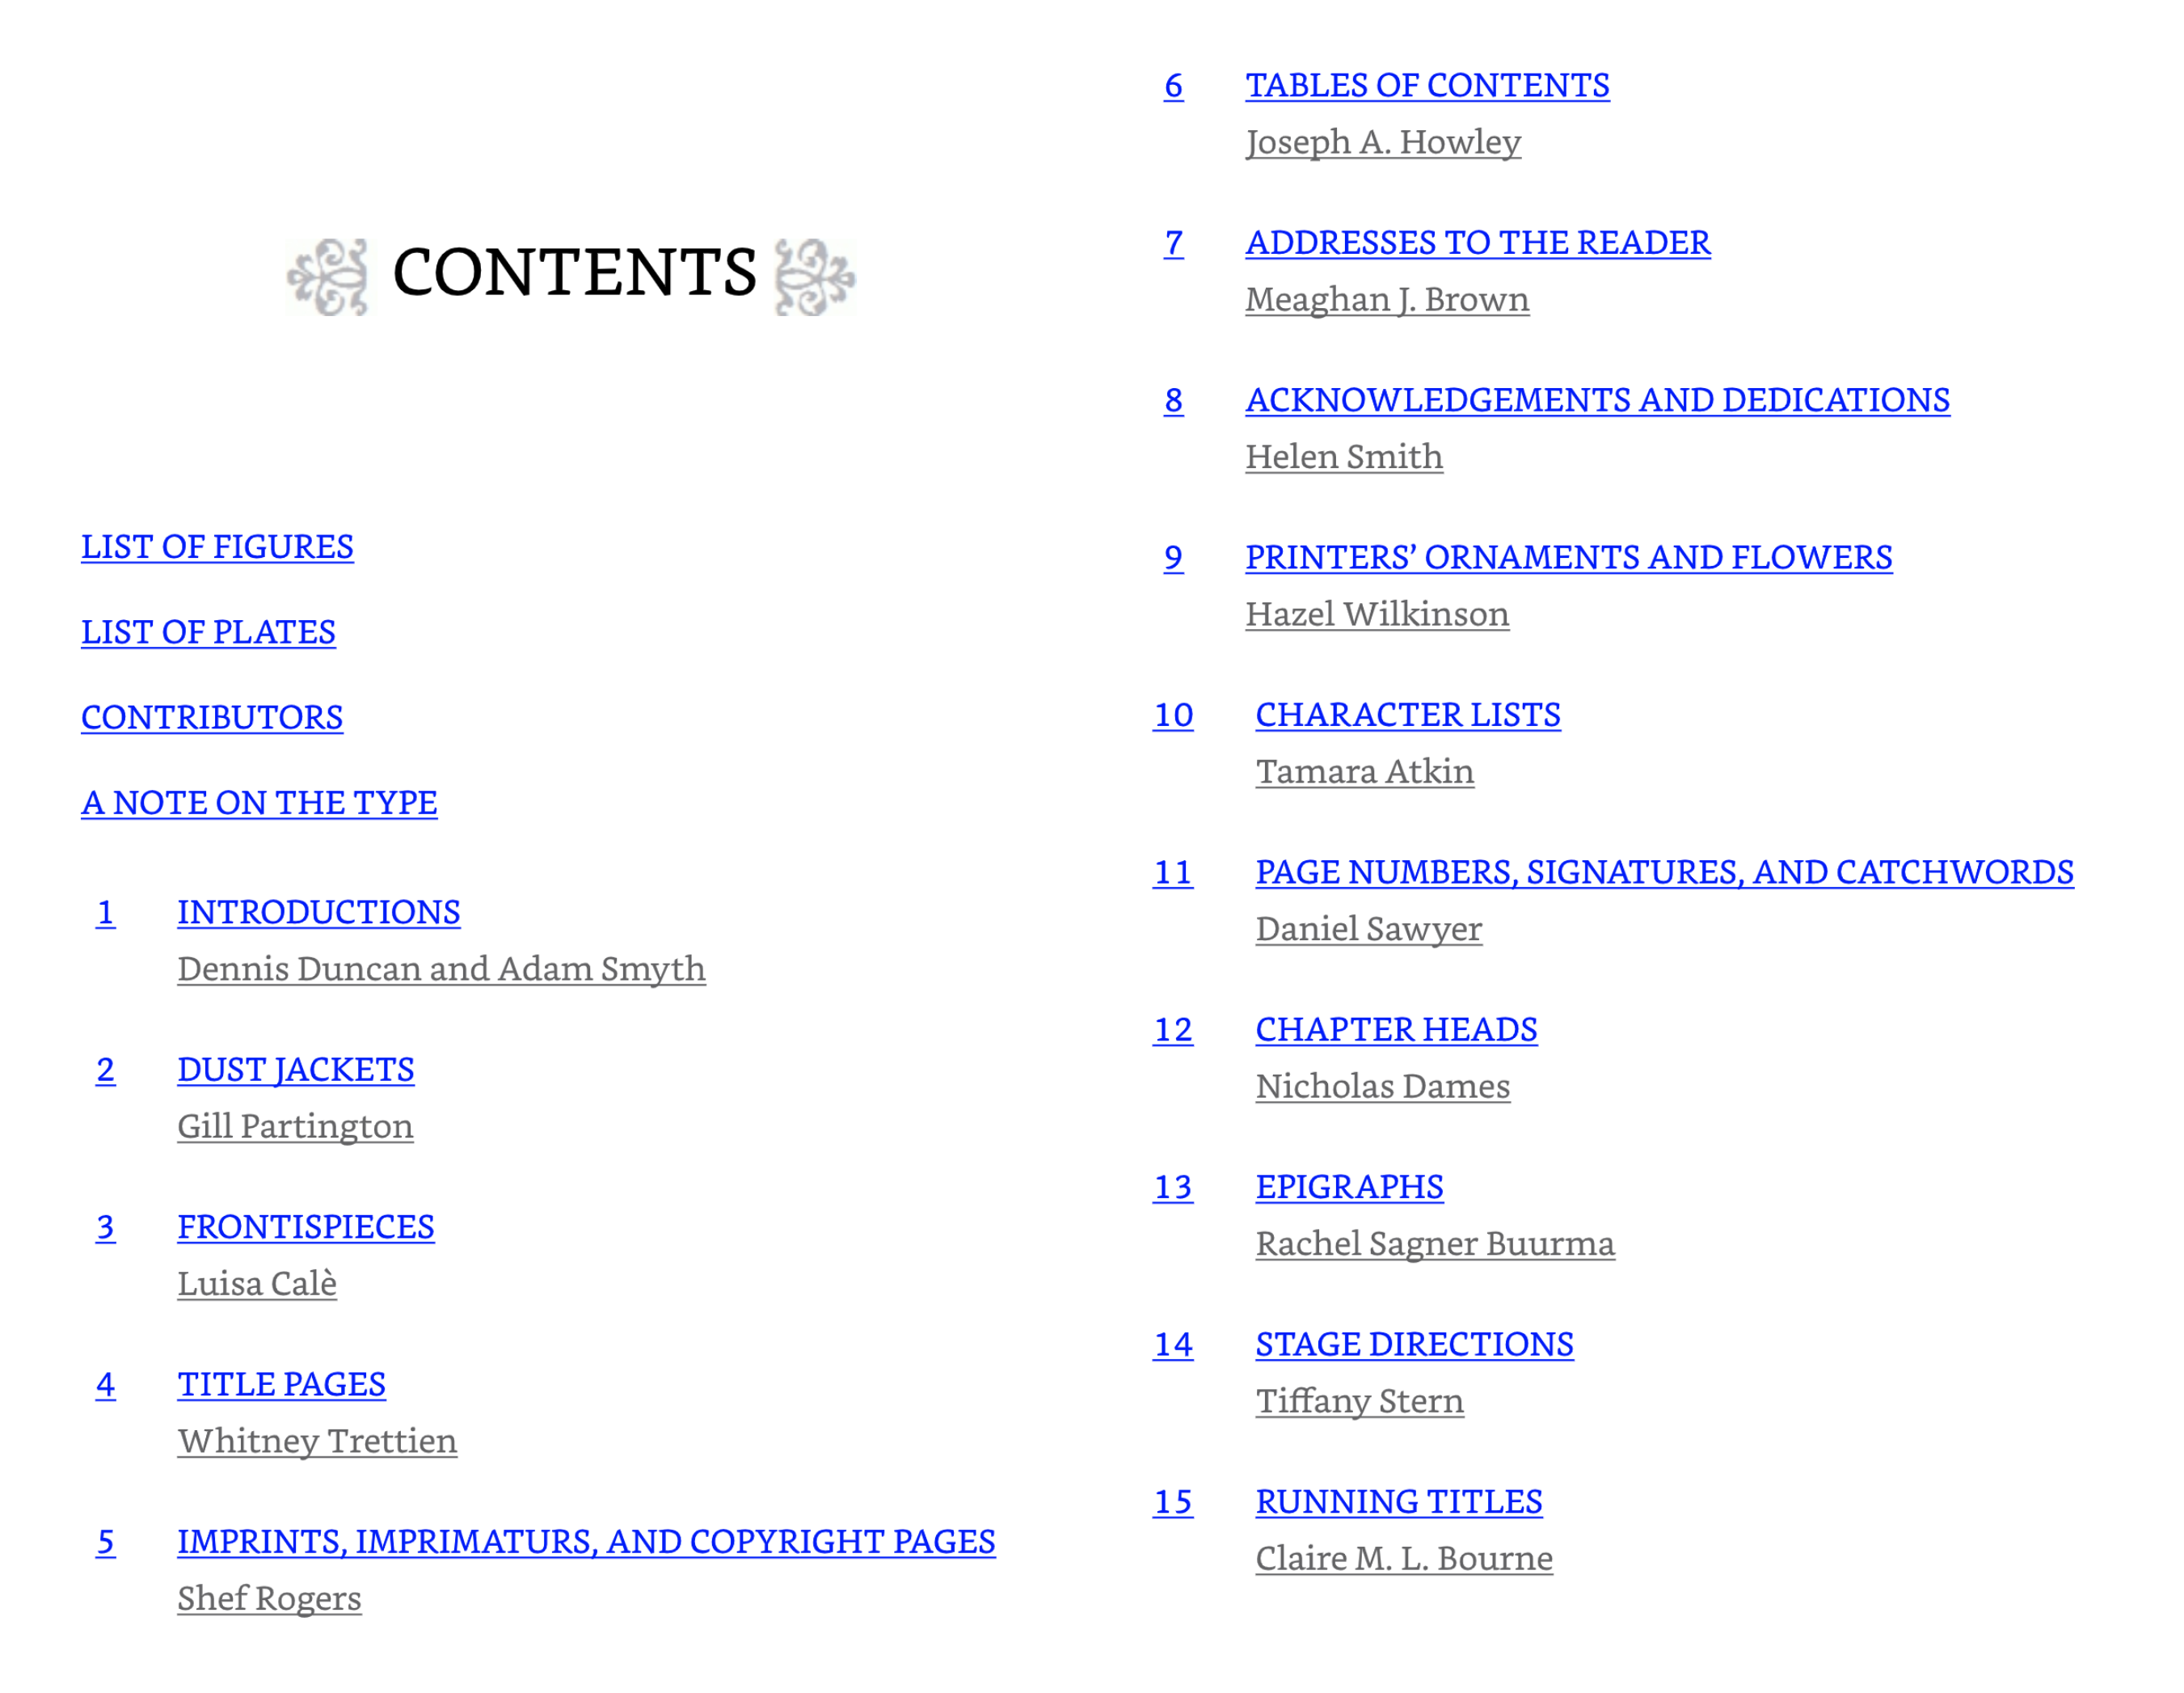 CONTENTS
LIST OF FIGURES
LIST OF PLATES
CONTRIBUTORS
A NOTE ON THE TYPE
1 INTRODUCTIONS
Dennis Duncan and Adam Smyth
2 DUST JACKETS
Gill Partington
3 FRONTISPIECES
Luisa Calè
4 TITLE PAGES
Whitney Trettien
5 IMPRINTS, IMPRIMATURS, AND COPYRIGHT PAGES
Shef Rogers
6 TABLES OF CONTENTS
Joseph A. Howley
7 ADDRESSES TO THE READER
Meaghan J. Brown
8 ACKNOWLEDGEMENTS AND DEDICATIONS
Helen Smith
9 PRINTERS’ ORNAMENTS AND FLOWERS
Hazel Wilkinson
10 CHARACTER LISTS
Tamara Atkin
11 PAGE NUMBERS, SIGNATURES, AND CATCHWORDS
Daniel Sawyer
12 CHAPTER HEADS
Nicholas Dames
13 EPIGRAPHS
Rachel Sagner Buurma
14 STAGE DIRECTIONS
Tiffany Stern
15 RUNNING TITLES
Claire M. L. Bourne